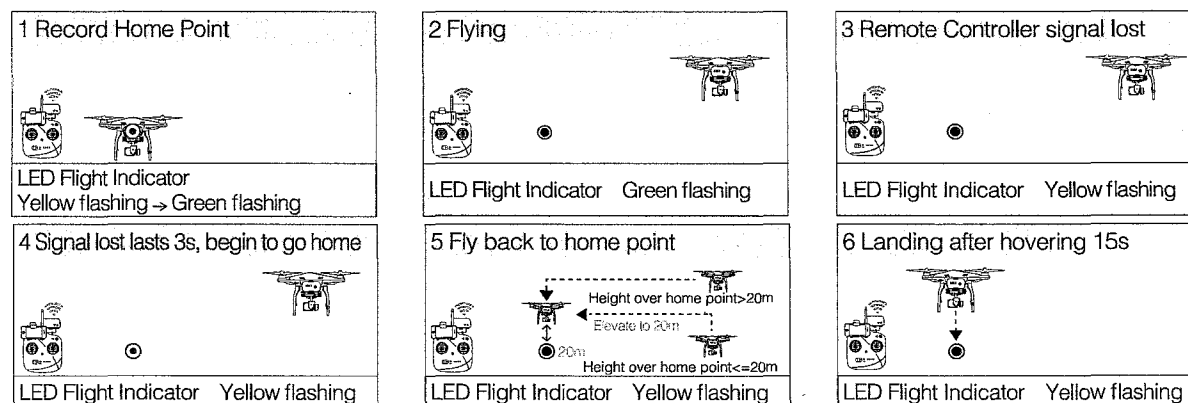 1 Record Home Point
LED Flight Indicator
Yellow flashing → Green flashing
2 Flying
LED Flight Indicator Green flashing
3 Remote Controller signal lost
LED Flight Indicator Yellow flashing
4 Signal lost lasts 3s, begin to go home
LED Flight Indicator Yellow flashing
5 Fly back to home point
Height over home point>20m
Elevate to 20m
20m
Height over home point<=20m
LED Flight Indicator Yellow flashing
6 Landing after hovering 15s
LED Flight Indicator Yellow flashing